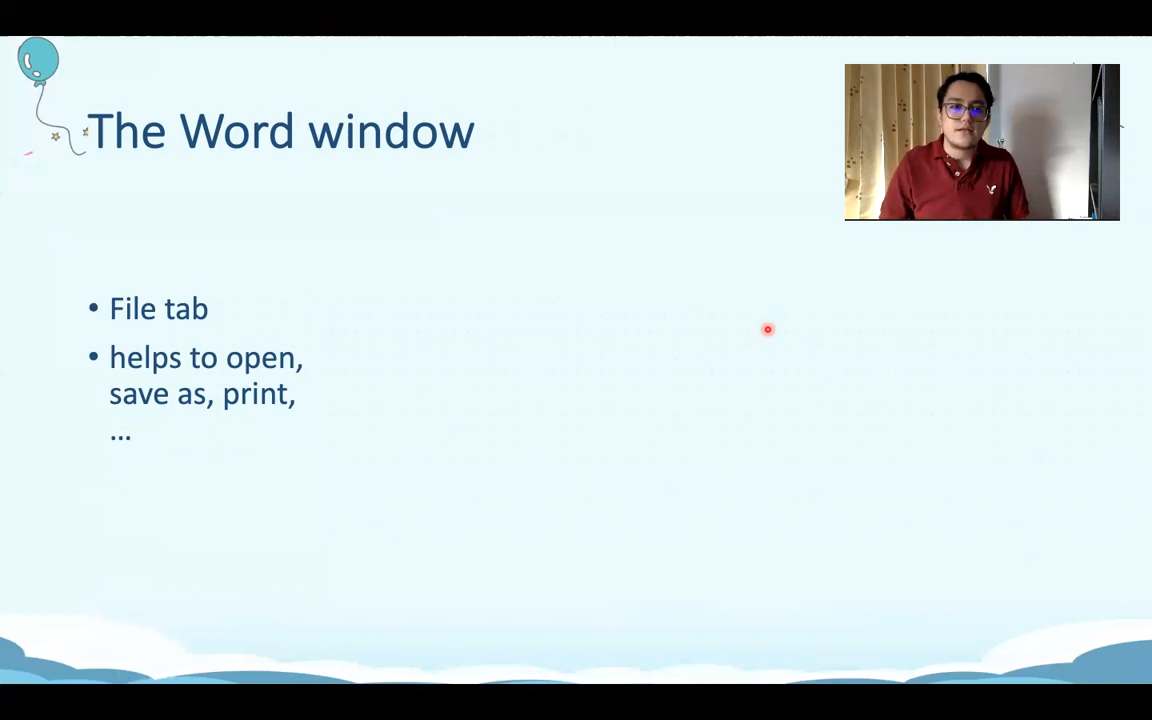 The Word window
• File tab
• helps to open,
save as, print,
...